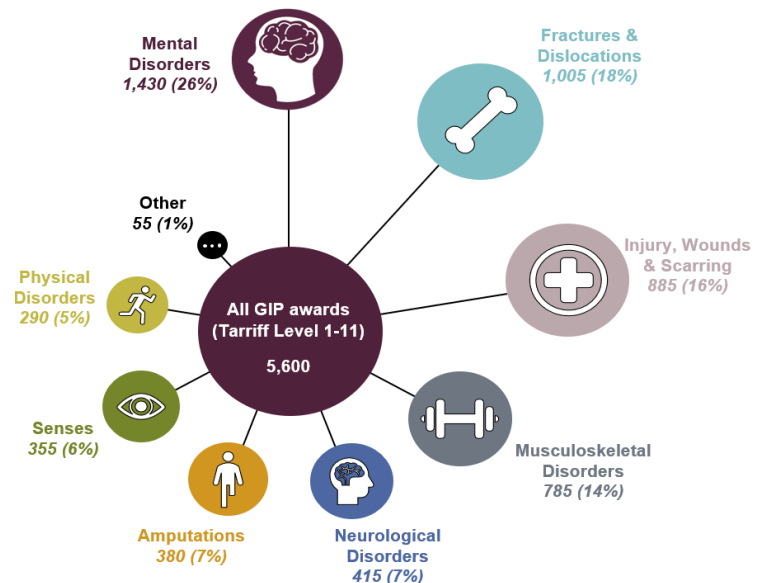 Mental
Disorders
1,430 (26%)
Fractures &
Dislocations
1,005 (18%)
Other
55 (1%)
Injury, Wounds
& Scarring
885 (16%)
Physical
Disorders
290 (5%)
All GIP awards
(Tarriff Level 1-11)
5,600
Senses
355 (6%)
Musculoskeletal
Disorders
785 (14%)
Amputations
380 (7%)
Neurological
Disorders
415 (7%)